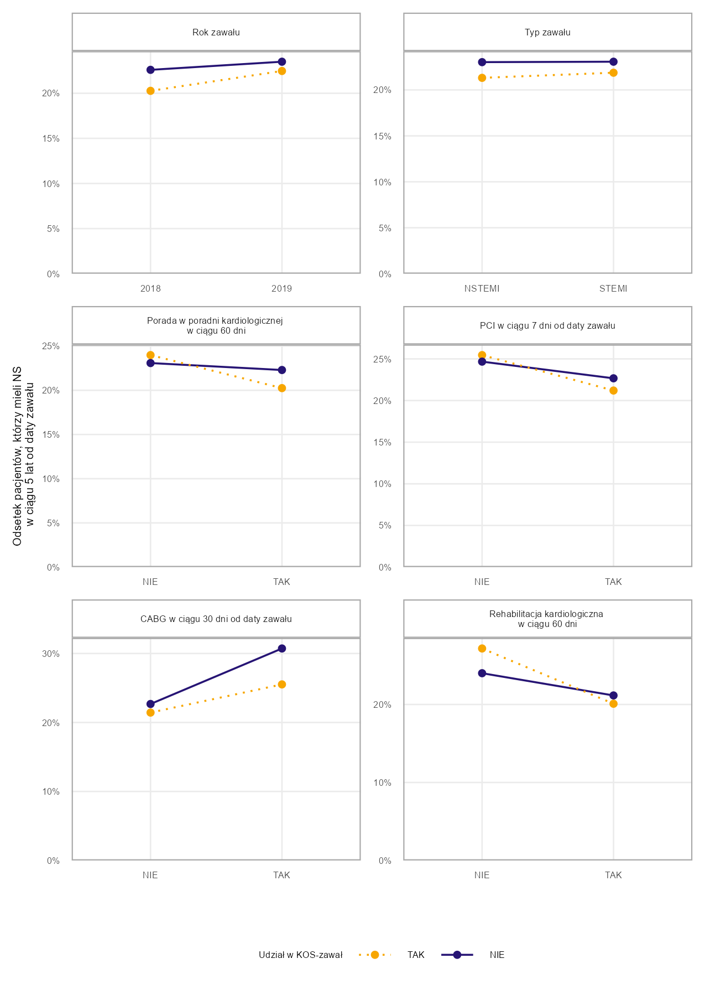 Rok zawału
20%
15%
10%
5%
0%
2018
2019
Typ zawału
20%
15%
10%
5%
0%
NSTEMI
STEMI
Odsetek pacjentów, którzy mieli NS
w ciągu 5 lat od daty zawału
Porada w poradni kardiologicznej
w ciągu 60 dni
25%
20%
15%
10%
5%
0%
NIE
TAK
PCI w ciągu 7 dni od daty zawału
25%
20%
15%
10%
5%
0%
NIE
TAK
CABG w ciągu 30 dni od daty zawału
30%
20%
10%
0%
NIE
TAK
Rehabilitacja kardiologiczna
w ciągu 60 dni
20%
10%
0%
NIE
TAK
Udział w KOS-zawał TAK NIE